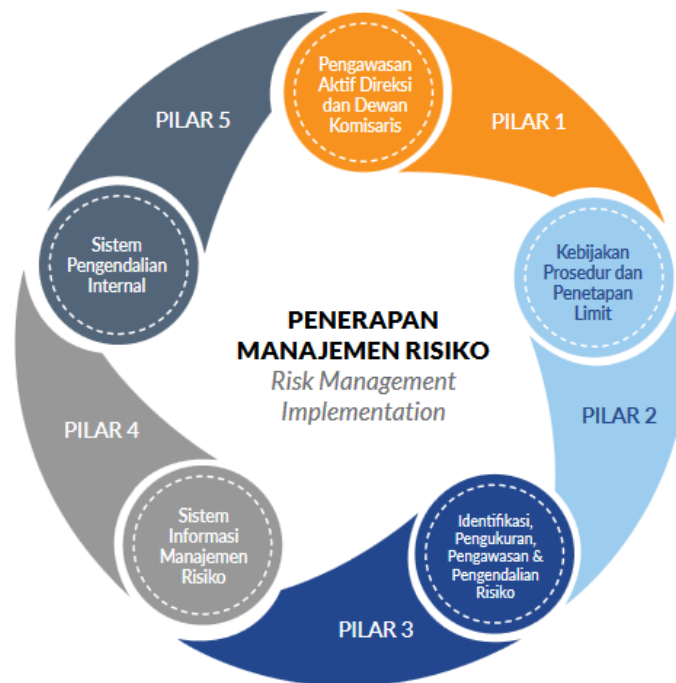 Pengawasan
Aktif Direksi
dan Dewan
Komisaris
PILAR 1
Kebijakan
Prosedur dan
Penetapan
Limit
PILAR 2
Identifikasi,
Pengukuran,
Pengawasan &
Pengendalian
Risiko
PILAR 3
Sistem
Informasi
Manajemen
Risiko
PILAR 4
Sistem
Pengendalian
Internal
PILAR 5
PENERAPAN
MANAJEMEN RISIKO
Risk Management
Implementation